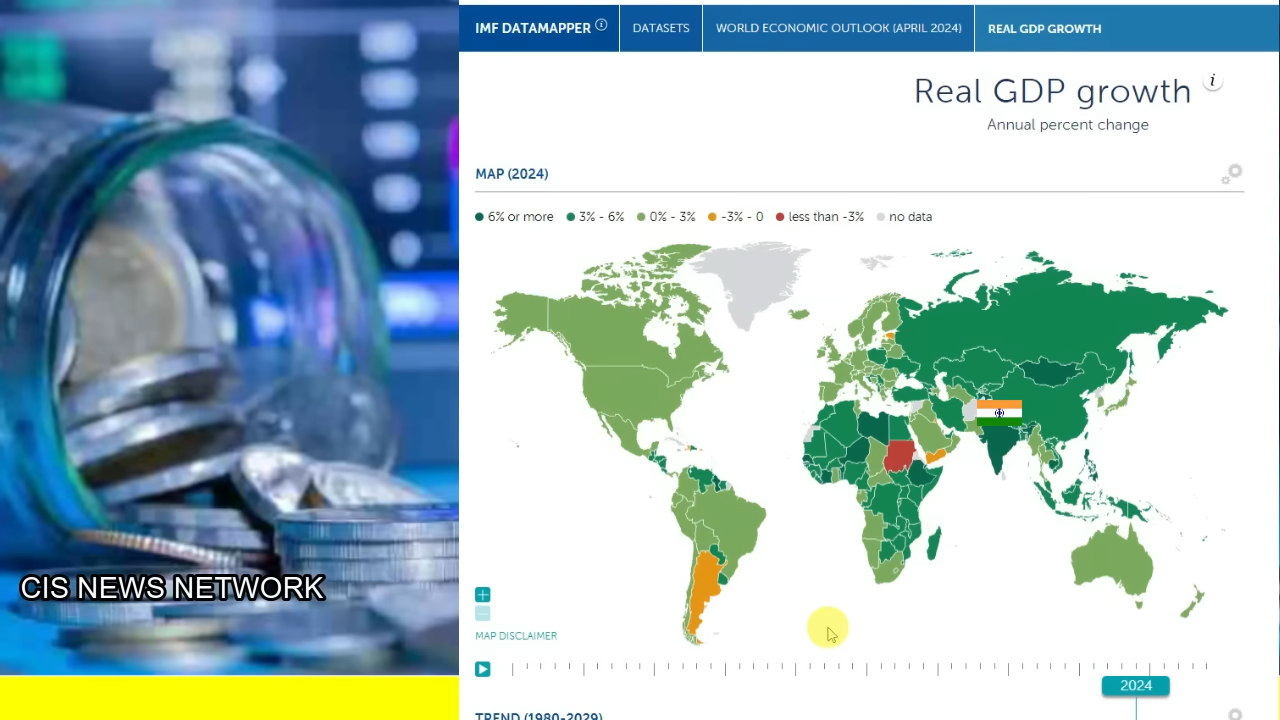 IMF DATAMAPPER
DATASETS
WORLD ECONOMIC OUTLOOK (APRIL 2024)
REAL GDP GROWTH
Real GDP growth
Annual percent change
MAP (2024)
6% or more
3% - 6%
0% - 3%
-3% - 0
less than -3%
no data
CIS NEWS NETWORK
MAP DISCLAIMER
2024
TREND (1980-2029)